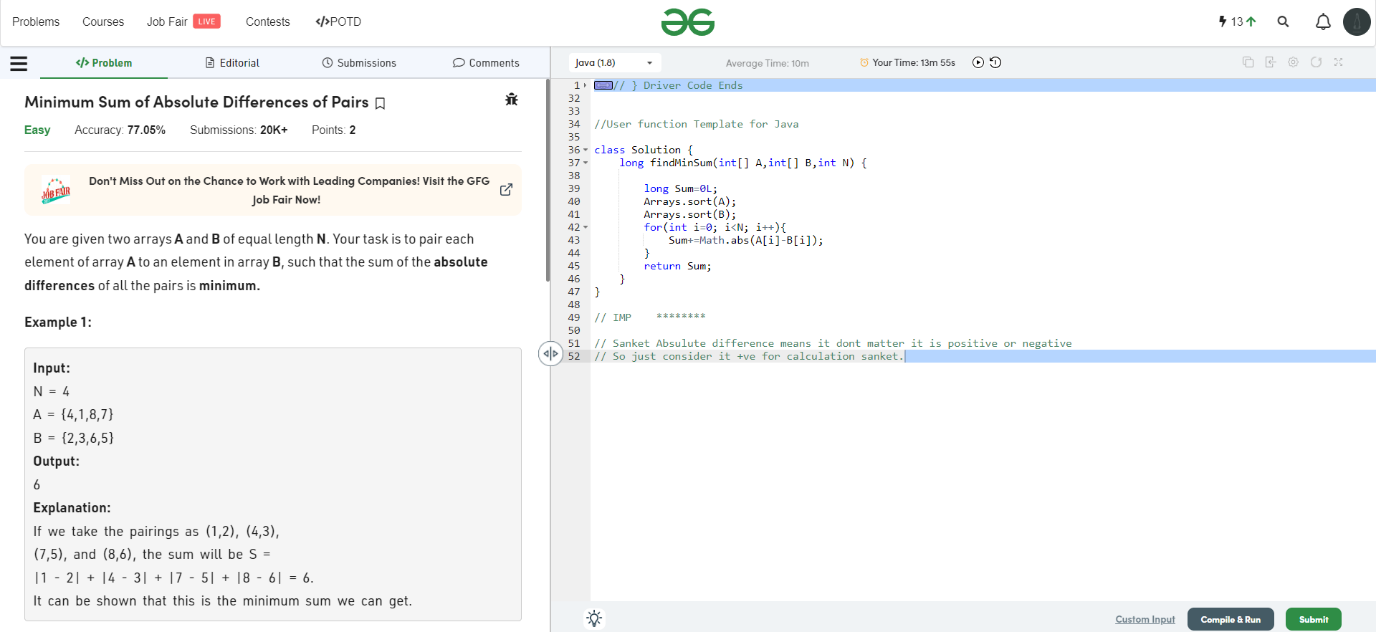 Problems Courses Job Fair LIVE Contests </>POTD 13
</> Problem Editorial Submissions Comments
Minimum Sum of Absolute Differences of Pairs
Easy Accuracy: 77.05% Submissions: 20K+ Points: 2
JOB FAIR
Don't Miss Out on the Chance to Work with Leading Companies! Visit the GFG
Job Fair Now!
You are given two arrays A and B of equal length N. Your task is to pair each
element of array A to an element in array B, such that the sum of the absolute
differences of all the pairs is minimum.
Example 1:
Input:
N = 4
A = {4,1,8,7}
B = {2,3,6,5}
Output:
6
Explanation:
If we take the pairings as (1,2), (4,3),
(7,5), and (8,6), the sum will be S =
|1 - 2| + |4 - 3| + |7 - 5| + |8 - 6| = 6.
It can be shown that this is the minimum sum we can get.
Java (1.8) Average Time: 10m Your Time: 13m 55s
1 // } Driver Code Ends
32
33
34 //User function Template for Java
35
36 class Solution {
37 long findMinSum(int[] A,int[] B,int N) {
38
39 long Sum=0L;
40 Arrays.sort(A);
41 Arrays.sort(B);
42 for(int i=0; i<N; i++){
43 Sum+=Math.abs(A[i]-B[i]);
44 }
45 return Sum;
46 }
47 }
48
49 // IMP ********
50
51 // Sanket Absulute difference means it dont matter it is positive or negative
52 // So just consider it +ve for calculation sanket.
Custom Input Compile & Run Submit